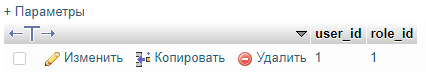 + Параметры
←T→ ▼ user_id role_id
Изменить Копировать Удалить 1 1